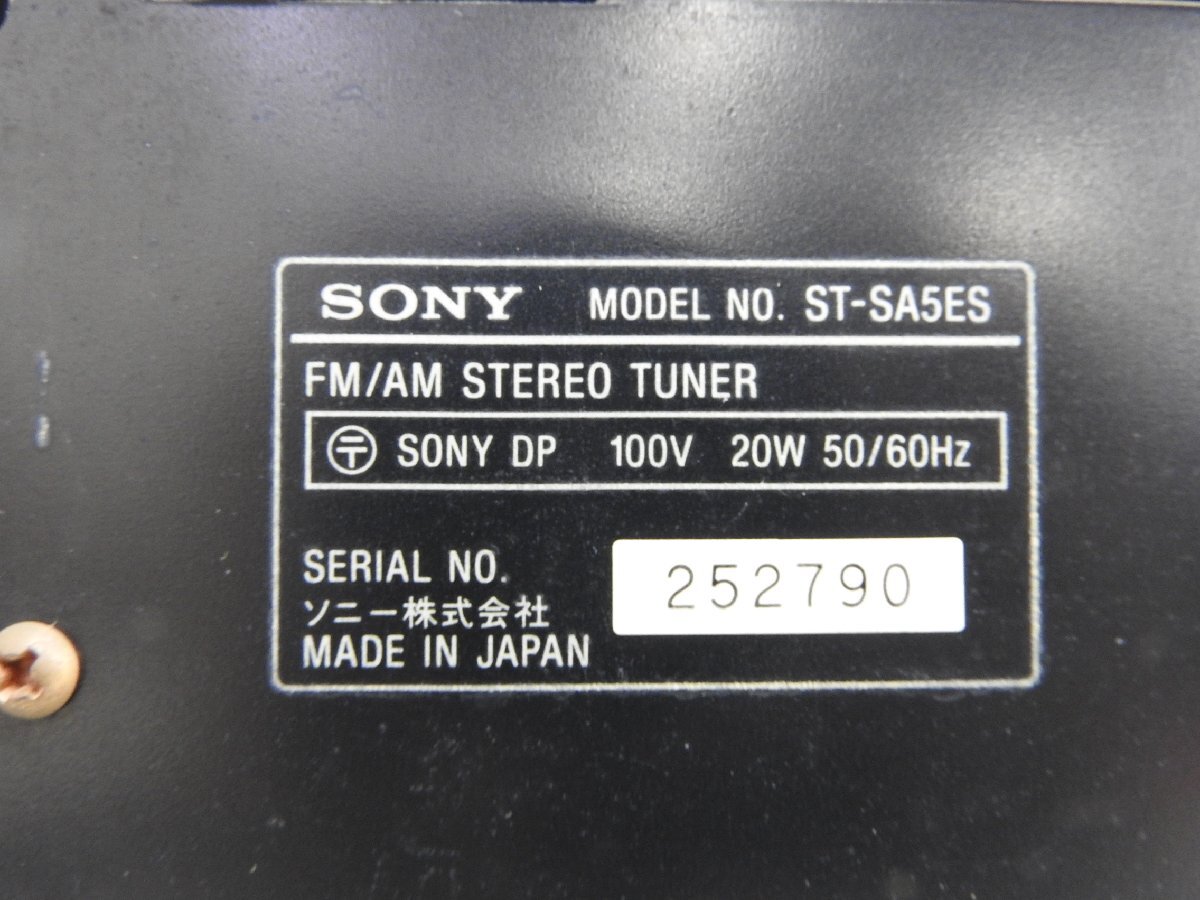 SONY MODEL NO. ST-SA5ES
FM/AM STEREO TUNER
〒 SONY DP 100V 20W 50/60Hz
SERIAL NO. 252790
ソニー株式会社
MADE IN JAPAN